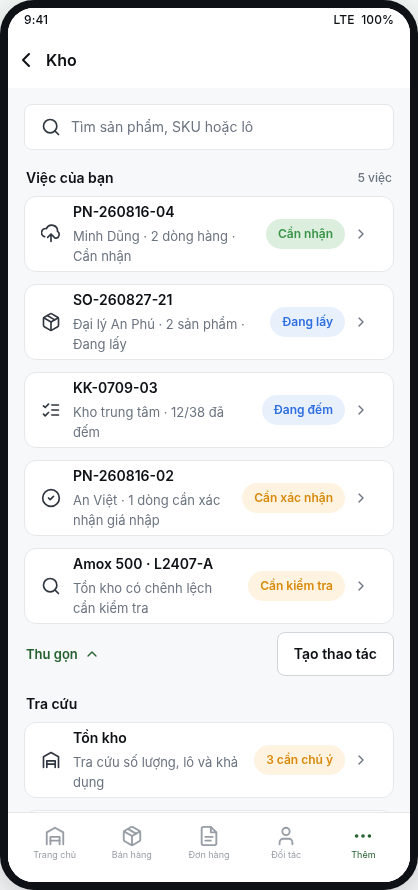 9:41 LTE 100%
Kho
Tìm sản phẩm, SKU hoặc lô
Việc của bạn 5 việc
PN-260816-04
Minh Dũng · 2 dòng hàng ·
Cần nhận
Cần nhận
SO-260827-21
Đại lý An Phú · 2 sản phẩm ·
Đang lấy
Đang lấy
KK-0709-03
Kho trung tâm · 12/38 đã
đếm
Đang đếm
PN-260816-02
An Việt · 1 dòng cần xác
nhận giá nhập
Cần xác nhận
Amox 500 · L2407-A
Tồn kho có chênh lệch
cần kiểm tra
Cần kiểm tra
Thu gọn Tạo thao tác
Tra cứu
Tồn kho
Tra cứu số lượng, lô và khả
dụng
3 cần chú ý
Trang chủ Bán hàng Đơn hàng Đối tác Thêm